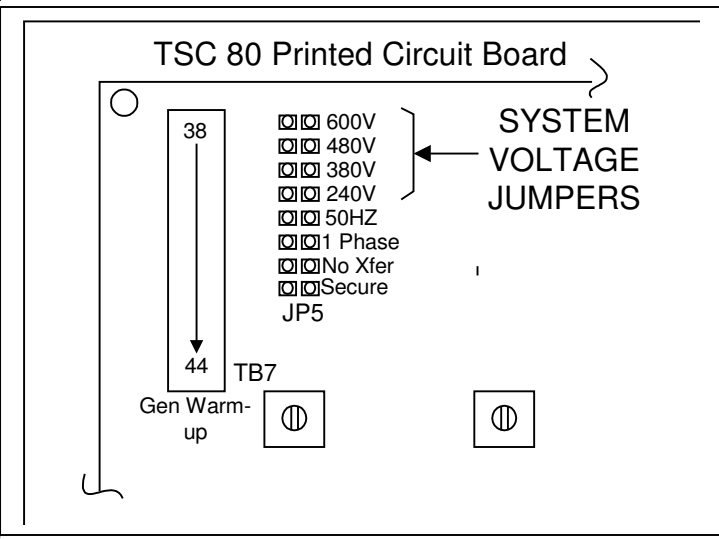 TSC 80 Printed Circuit Board
38
44
TB7
Gen Warm-
up
600V
480V
380V
240V
50HZ
1 Phase
No Xfer
Secure
JP5
SYSTEM
VOLTAGE
JUMPERS